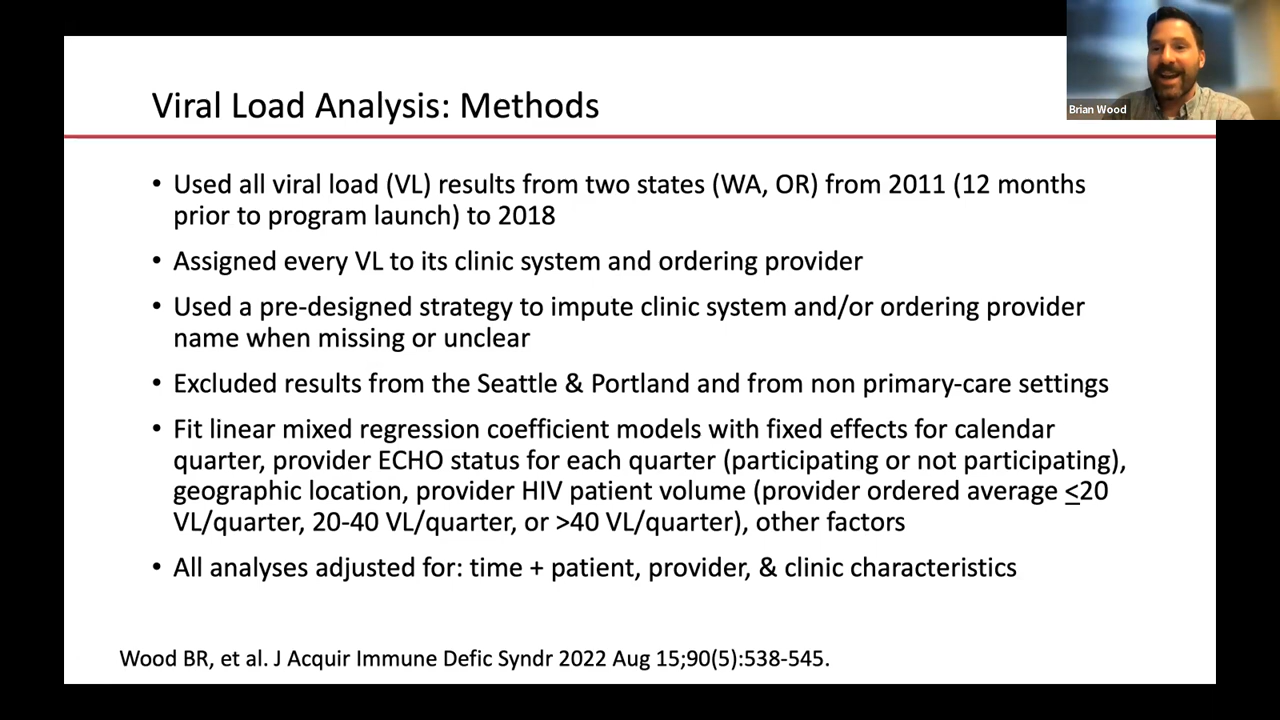 Viral Load Analysis: Methods
Brian Wood
• Used all viral load (VL) results from two states (WA, OR) from 2011 (12 months
prior to program launch) to 2018
• Assigned every VL to its clinic system and ordering provider
• Used a pre-designed strategy to impute clinic system and/or ordering provider
name when missing or unclear
• Excluded results from the Seattle & Portland and from non primary-care settings
• Fit linear mixed regression coefficient models with fixed effects for calendar
quarter, provider ECHO status for each quarter (participating or not participating),
geographic location, provider HIV patient volume (provider ordered average <20
VL/quarter, 20-40 VL/quarter, or >40 VL/quarter), other factors
• All analyses adjusted for: time + patient, provider, & clinic characteristics
Wood BR, et al. J Acquir Immune Defic Syndr 2022 Aug 15;90(5):538-545.